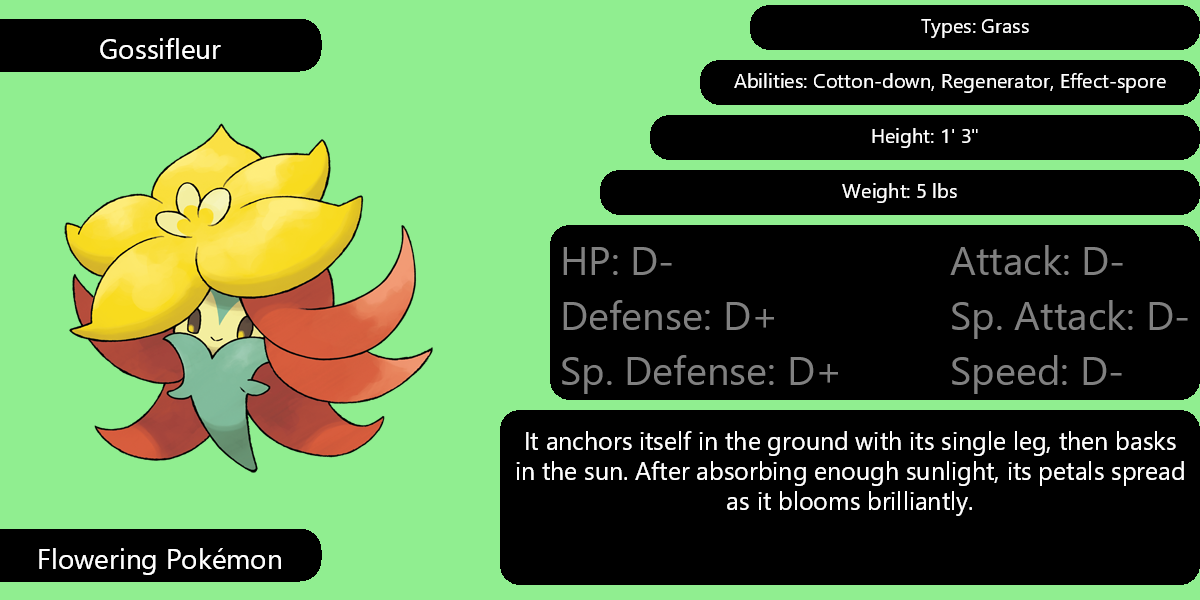 Gossifleur
Types: Grass
Abilities: Cotton-down, Regenerator, Effect-spore
Height: 1' 3"
Weight: 5 lbs
HP: D-
Attack: D-
Defense: D+
Sp. Attack: D-
Sp. Defense: D+
Speed: D-
It anchors itself in the ground with its single leg, then basks
in the sun. After absorbing enough sunlight, its petals spread
as it blooms brilliantly.
Flowering Pokémon